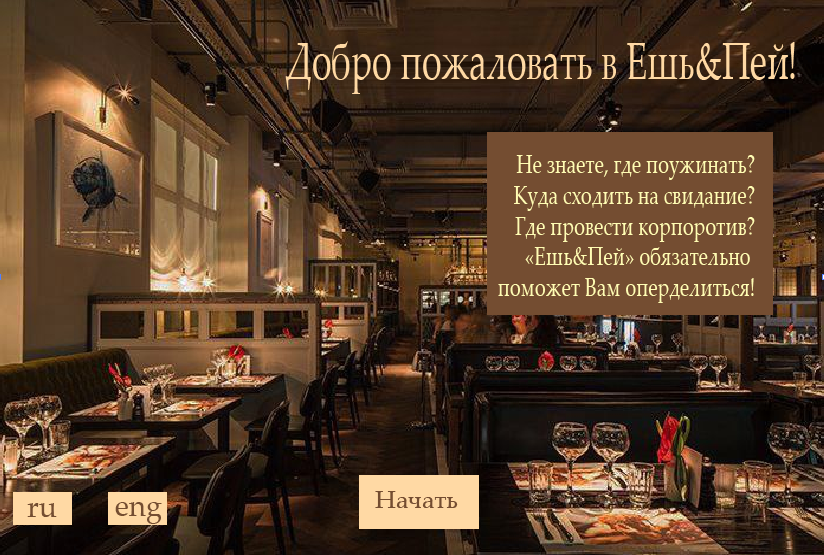 Добро пожаловать в Ешь&Пей!
Не знаете, где поужинать?
Куда сходить на свидание?
Где провести корпоротив?
«Ешь&Пей» обязательно
поможет Вам оперделиться!
Начать
ru
eng